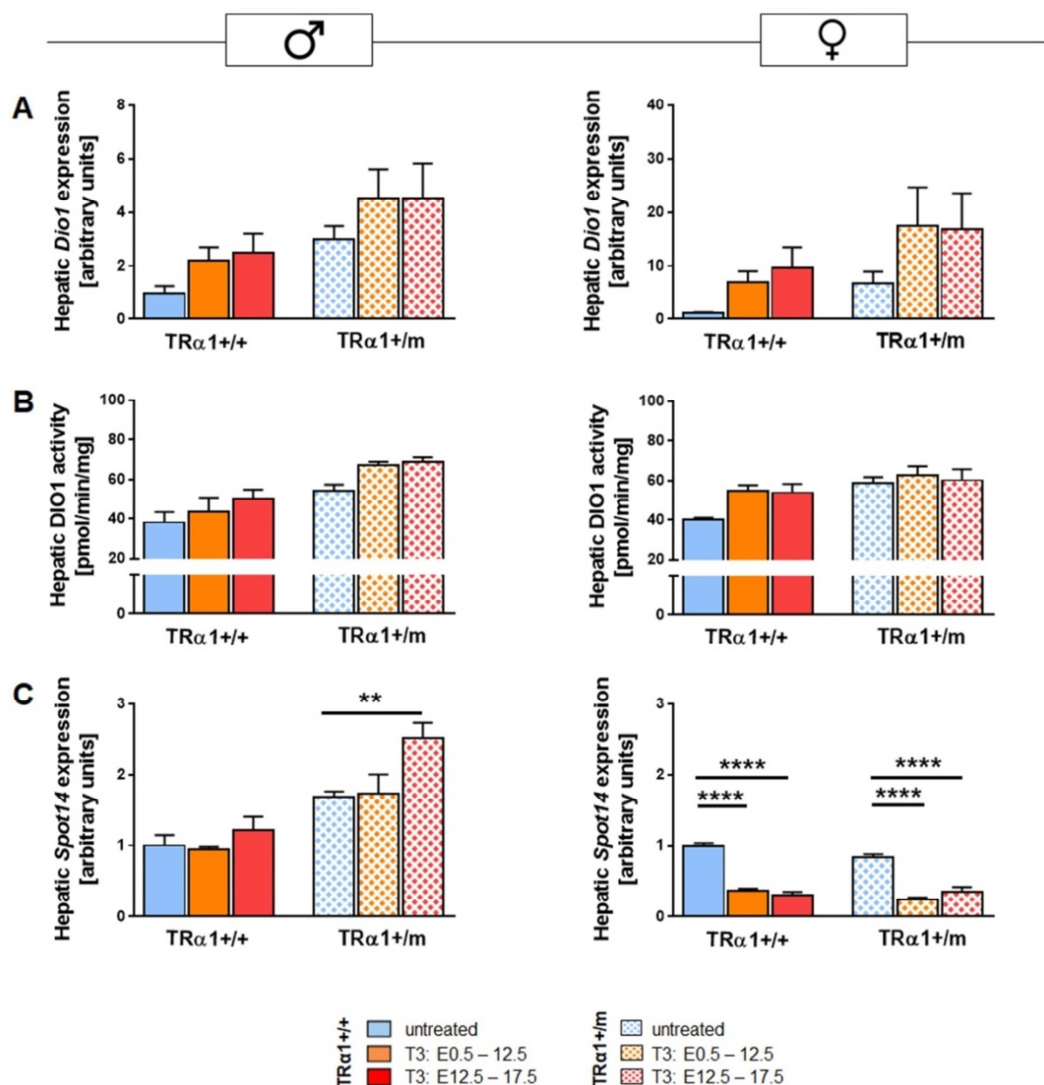 ♂ ♀
A
Hepatic Dio1 expression
[arbitrary units]
8
6
4
2
0
TRα1+/+ TRα1+/m
Hepatic Dio1 expression
[arbitrary units]
40
30
20
10
0
TRα1+/+ TRα1+/m
B
Hepatic DIO1 activity
[pmol/min/mg]
100
80
60
40
20
0
TRα1+/+ TRα1+/m
Hepatic DIO1 activity
[pmol/min/mg]
100
80
60
40
20
0
TRα1+/+ TRα1+/m
C
Hepatic Spot14 expression
[arbitrary units]
3
2
1
0
**
TRα1+/+ TRα1+/m
Hepatic Spot14 expression
[arbitrary units]
3
2
1
0
**** ****
**** ****
TRα1+/+ TRα1+/m
TRα1+/+
untreated
T3: E0.5 – 12.5
T3: E12.5 – 17.5
TRα1+/m
untreated
T3: E0.5 – 12.5
T3: E12.5 – 17.5